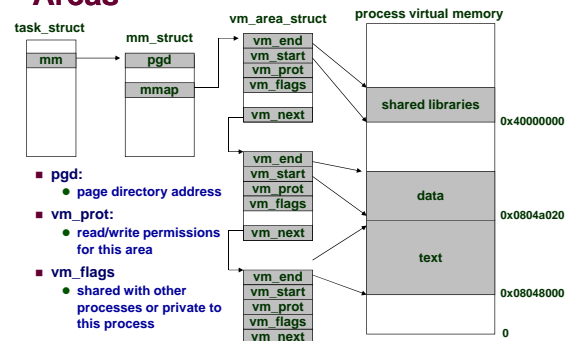 Areas
task_struct
mm
mm_struct
pgd
mmap
vm_area_struct
vm_end
vm_start
vm_prot
vm_flags
vm_next
vm_end
vm_start
vm_prot
vm_flags
vm_next
vm_end
vm_start
vm_prot
vm_flags
vm_next
process virtual memory
shared libraries
0x40000000
data
0x0804a020
text
0x08048000
0
pgd:
page directory address
vm_prot:
read/write permissions
for this area
vm_flags
shared with other
processes or private to
this process